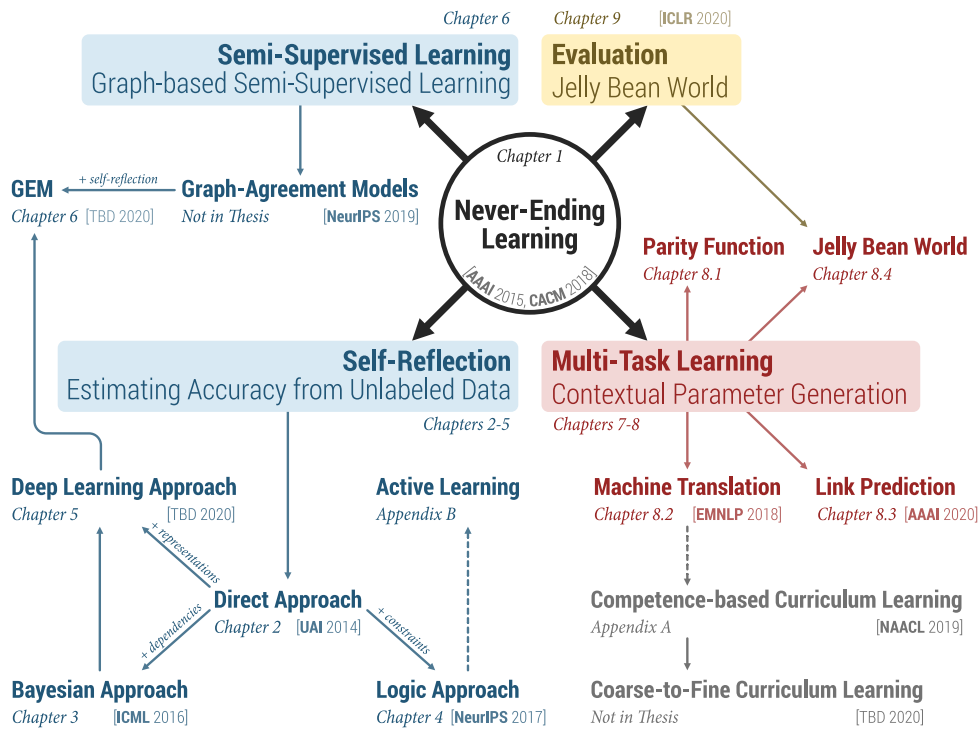 Chapter 6
Semi-Supervised Learning
Graph-based Semi-Supervised Learning
Chapter 9 [ICLR 2020]
Evaluation
Jelly Bean World
Chapter 1
Never-Ending
Learning
[AAAI 2015, CACM 2018]
GEM
Chapter 6 [TBD 2020]
+ self-reflection
Graph-Agreement Models
Not in Thesis [NeurIPS 2019]
Parity Function
Chapter 8.1
Jelly Bean World
Chapter 8.4
Self-Reflection
Estimating Accuracy from Unlabeled Data
Chapters 2-5
Multi-Task Learning
Contextual Parameter Generation
Chapters 7-8
Deep Learning Approach
Chapter 5 [TBD 2020]
Active Learning
Appendix B
Machine Translation
Chapter 8.2 [EMNLP 2018]
Link Prediction
Chapter 8.3 [AAAI 2020]
+ representations
+ dependencies
Direct Approach
Chapter 2 [UAI 2014]
+ constraints
Competence-based Curriculum Learning
Appendix A [NAACL 2019]
Bayesian Approach
Chapter 3 [ICML 2016]
Logic Approach
Chapter 4 [NeurIPS 2017]
Coarse-to-Fine Curriculum Learning
Not in Thesis [TBD 2020]